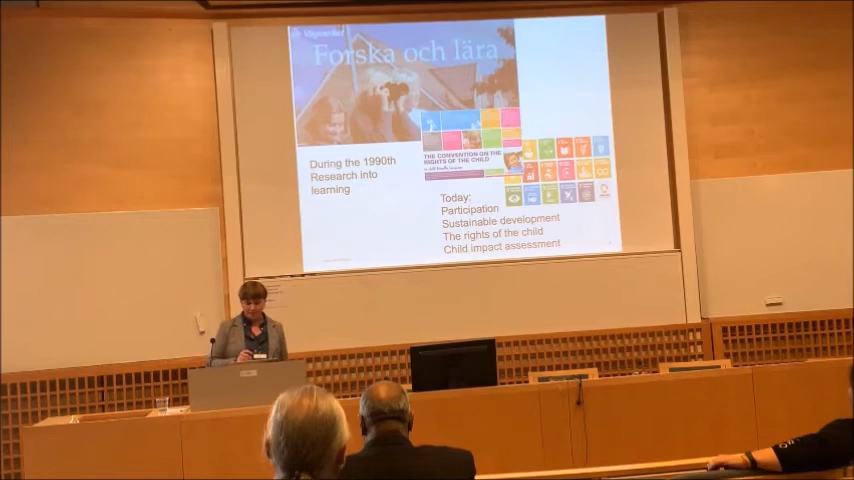 Forska och lära
During the 1990th
Research into
learning
THE CONVENTION ON THE
RIGHTS OF THE CHILD
Today:
Participation
Sustainable development
The rights of the child
Child impact assessment